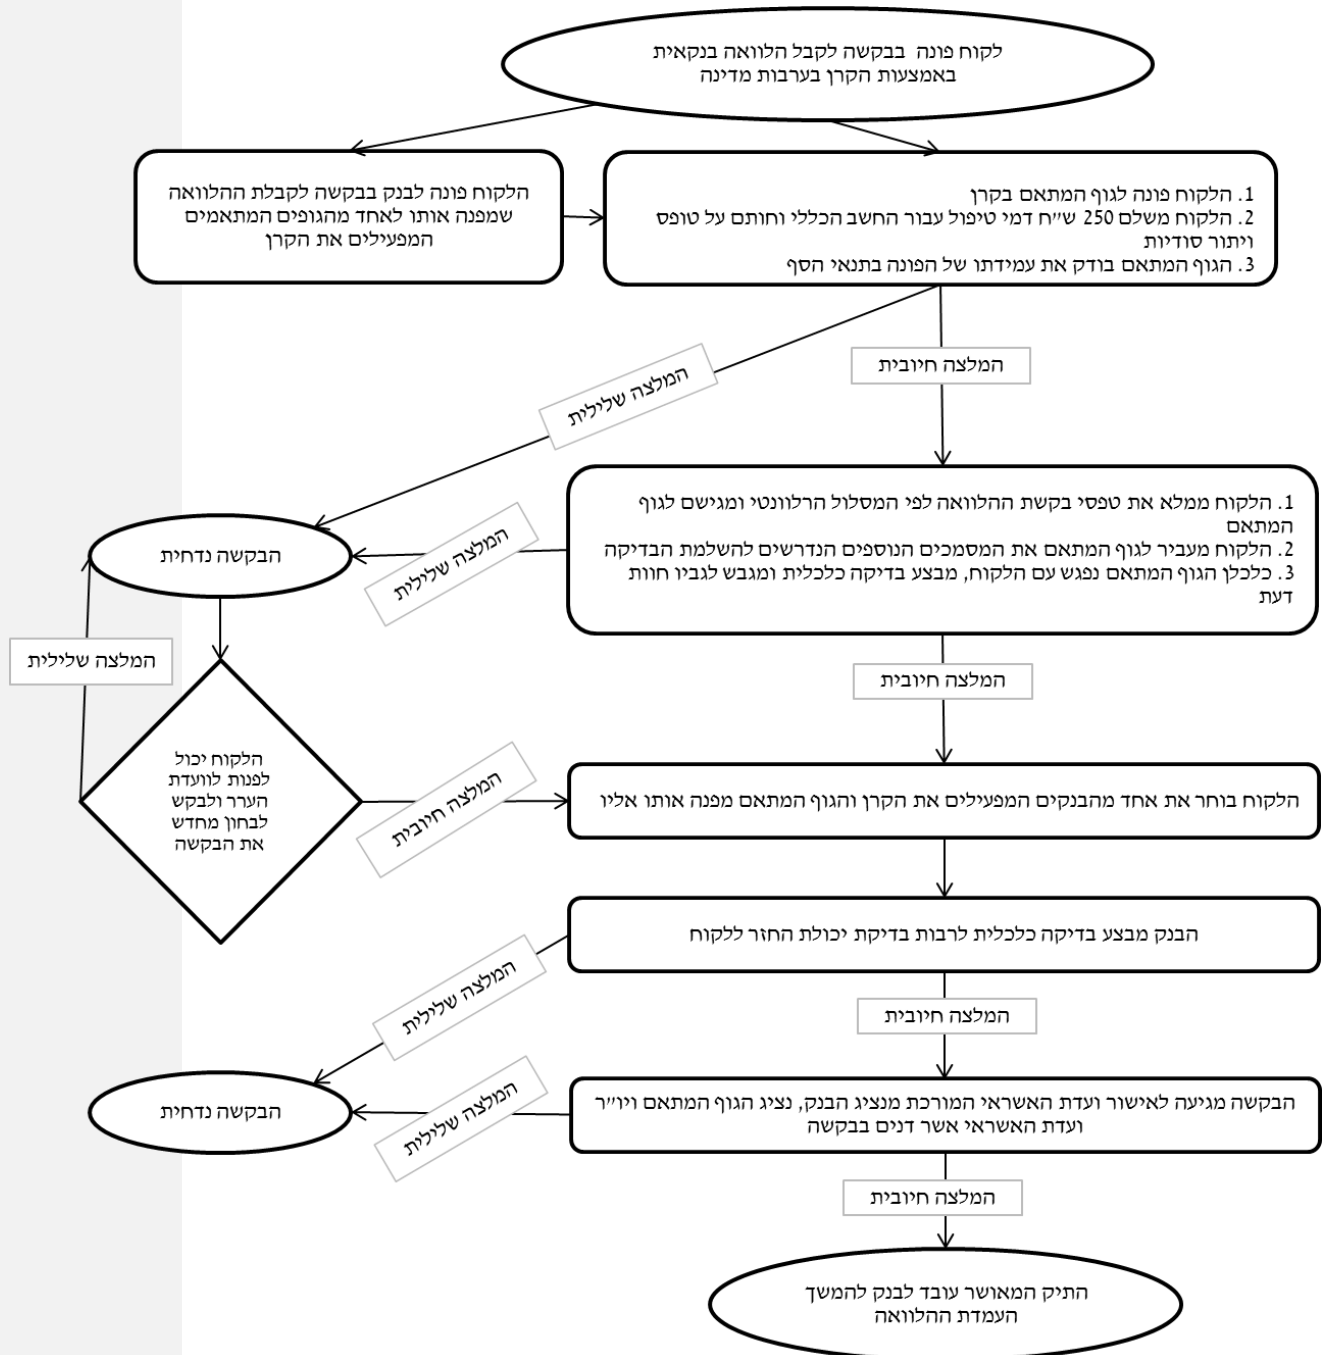 לקוח פונה בבקשה לקבל הלוואה בנקאית
באמצעות הקרן בערבות מדינה
הלקוח פונה לבנק בבקשה לקבלת ההלוואה
שמפנה אותו לאחד מהגופים המתאמים
המפעילים את הקרן
1. הלקוח פונה לגוף המתאם בקרן
2. הלקוח משלם 250 ש״ח דמי טיפול עבור החשב הכללי וחותם על טופס
ויתור סודיות
3. הגוף המתאם בודק את עמידתו של הפונה בתנאי הסף
המלצה חיובית
המלצה שלילית
1. הלקוח ממלא את טפסי בקשת ההלוואה לפי המסלול הרלוונטי ומגישם לגוף
המתאם
2. הלקוח מעביר לגוף המתאם את המסמכים הנוספים הנדרשים להשלמת הבדיקה
3. כלכלן הגוף המתאם נפגש עם הלקוח, מבצע בדיקה כלכלית ומגבש לגביו חוות
דעת
המלצה שלילית
הבקשה נדחית
המלצה שלילית
המלצה חיובית
הלקוח יכול
לפנות לוועדת
הערר ולבקש
לבחון מחדש
את הבקשה
המלצה חיובית
הלקוח בוחר את אחד מהבנקים המפעילים את הקרן והגוף המתאם מפנה אותו אליו
הבנק מבצע בדיקה כלכלית לרבות בדיקת יכולת החזר ללקוח
המלצה שלילית
המלצה חיובית
הבקשה מגיעה לאישור ועדת האשראי המורכת מנציג הבנק, נציג הגוף המתאם ויו״ר
ועדת האשראי אשר דנים בבקשה
המלצה שלילית
הבקשה נדחית
המלצה חיובית
התיק המאושר עובד לבנק להמשך
העמדת ההלוואה